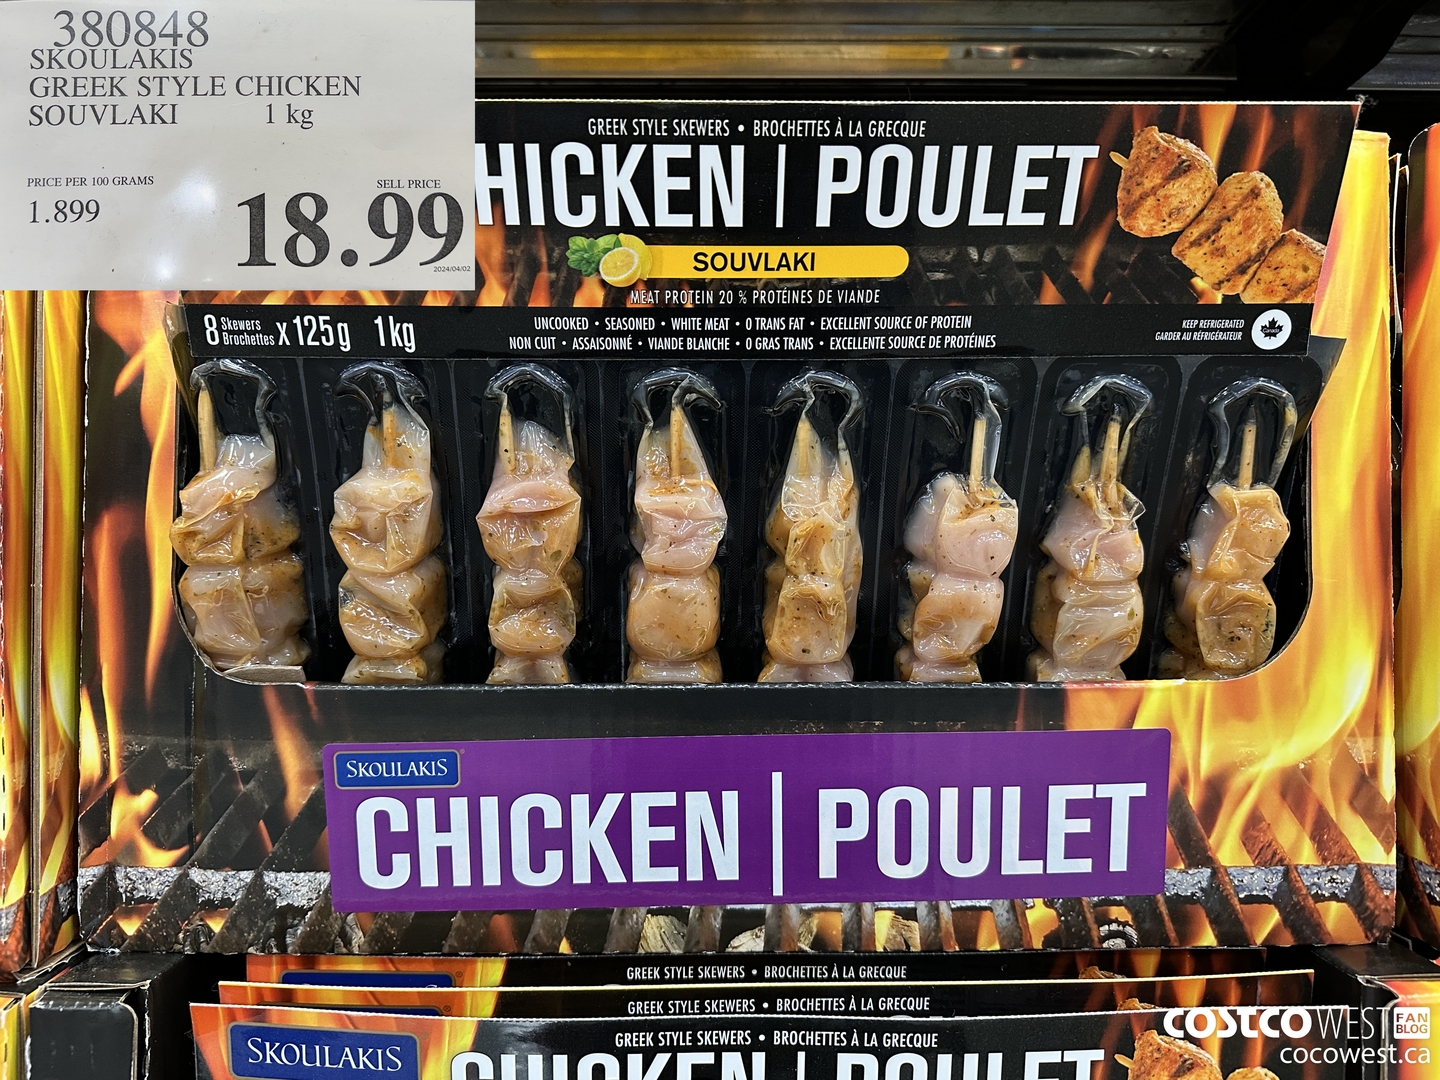 380848
SKOULAKIS
GREEK STYLE CHICKEN
SOUVLAKI 1 kg
PRICE PER 100 GRAMS
1.899
SELL PRICE
18.99
2024/04/02
GREEK STYLE SKEWERS • BROCHETTES À LA GRECQUE
HICKEN | POULET
SOUVLAKI
MEAT PROTEIN 20 % PROTÉINES DE VIANDE
8 Skewers Brochettes x 125g 1kg
UNCOOKED • SEASONED • WHITE MEAT • 0 TRANS FAT • EXCELLENT SOURCE OF PROTEIN
NON CUIT • ASSAISONNÉ • VIANDE BLANCHE • 0 GRAS TRANS • EXCELLENTE SOURCE DE PROTÉINES
KEEP REFRIGERATED
GARDER AU RÉFRIGÉRATEUR
Canada
SKOULAKIS
CHICKEN | POULET
GREEK STYLE SKEWERS • BROCHETTES À LA GRECQUE
GREEK STYLE SKEWERS • BROCHETTES À LA GRECQUE
GREEK STYLE SKEWERS • BROCHETTES À LA GRECQUE
SKOULAKIS
CHICKEN | POULET
COSTCO WEST FAN BLOG
cocowest.ca